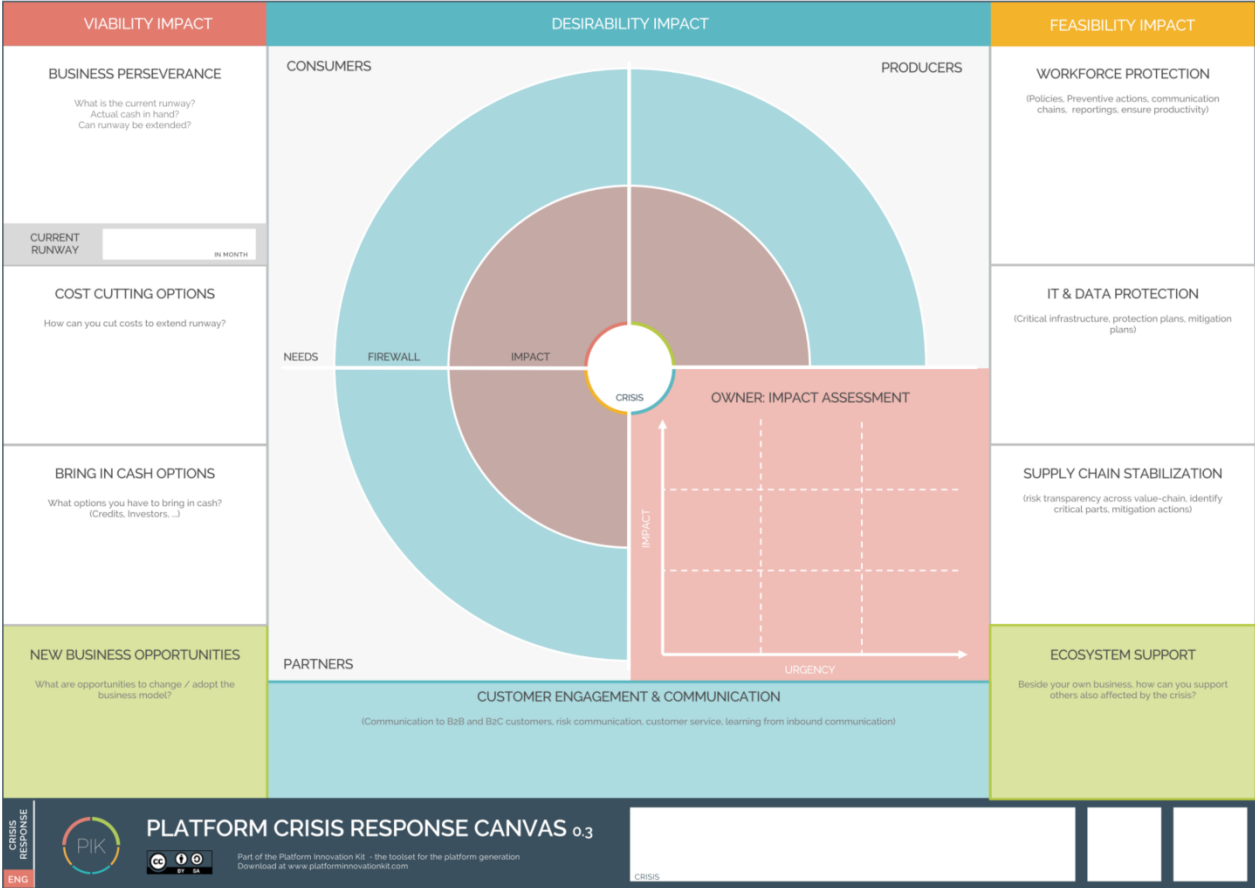 VIABILITY IMPACT
DESIRABILITY IMPACT
FEASIBILITY IMPACT
BUSINESS PERSEVERANCE
What is the current runway?
Actual cash in hand?
Can runway be extended?
CURRENT
RUNWAY
IN MONTH
COST CUTTING OPTIONS
How can you cut costs to extend runway?
BRING IN CASH OPTIONS
What options you have to bring in cash?
(Credits, Investors, ...)
NEW BUSINESS OPPORTUNITIES
What are opportunities to change / adopt the
business model?
CONSUMERS
PRODUCERS
NEEDS
FIREWALL
IMPACT
CRISIS
OWNER: IMPACT ASSESSMENT
IMPACT
URGENCY
PARTNERS
CUSTOMER ENGAGEMENT & COMMUNICATION
(Communication to B2B and B2C customers, risk communication, customer service, learning from inbound communication)
WORKFORCE PROTECTION
(Policies, Preventive actions, communication
chains, reportings, ensure productivity)
IT & DATA PROTECTION
(Critical infrastructure, protection plans, mitigation
plans)
SUPPLY CHAIN STABILIZATION
(risk transparency across value-chain, identify
critical parts, mitigation actions)
ECOSYSTEM SUPPORT
Beside your own business, how can you support
others also affected by the crisis?
CRISIS
RESPONSE
ENG
PIK
PLATFORM CRISIS RESPONSE CANVAS 0.3
cc
BY SA
Part of the Platform Innovation Kit - the toolset for the platform generation
Download at www.platforminnovationkit.com
CRISIS